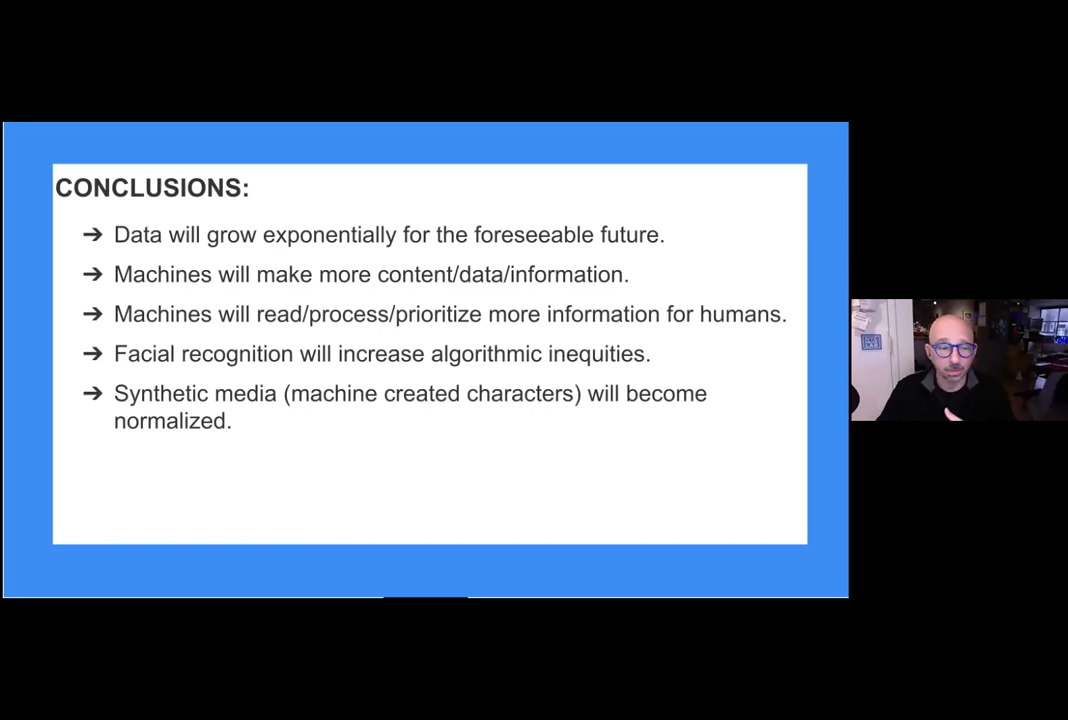 CONCLUSIONS:
➔ Data will grow exponentially for the foreseeable future.
➔ Machines will make more content/data/information.
➔ Machines will read/process/prioritize more information for humans.
➔ Facial recognition will increase algorithmic inequities.
➔ Synthetic media (machine created characters) will become
normalized.